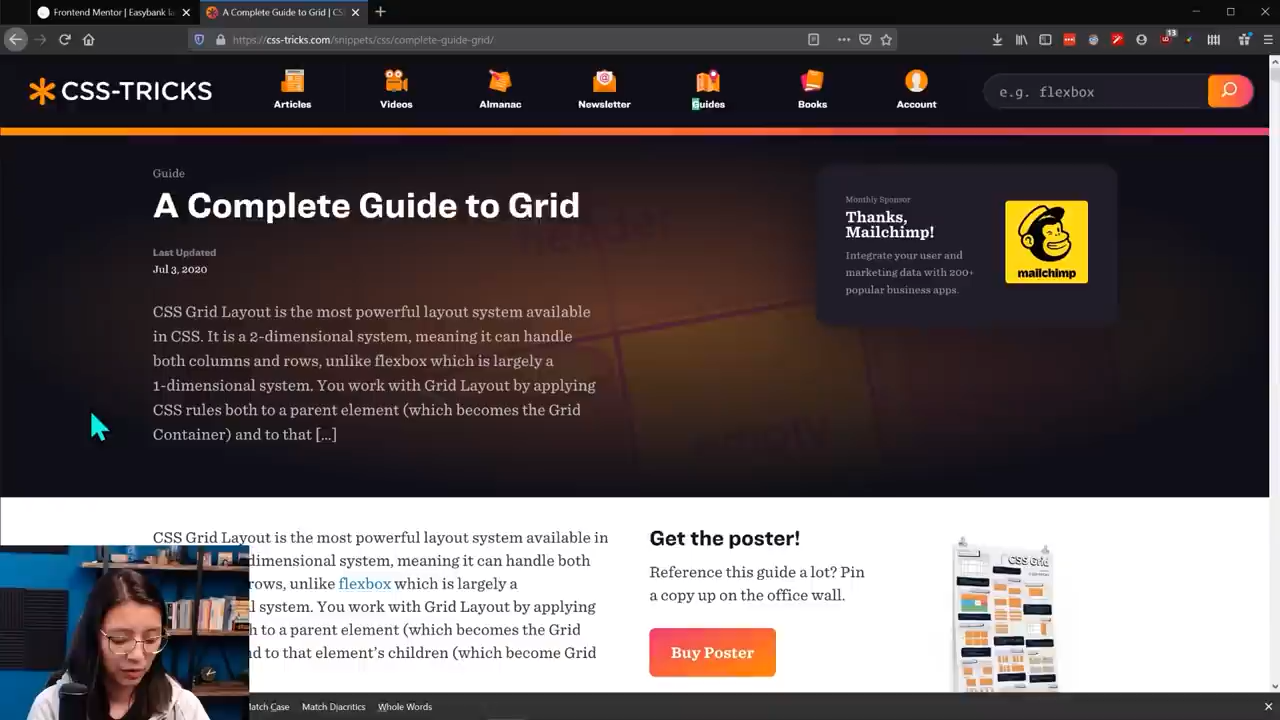 Frontend Mentor | Easybank la
A Complete Guide to Grid | CS
https://css-tricks.com/snippets/css/complete-guide-grid/
13
CSS-TRICKS
Articles
Videos
Almanac
Newsletter
Guides
Books
Account
e.g. flexbox
Guide
A Complete Guide to Grid
Last Updated
Jul 3, 2020
CSS Grid Layout is the most powerful layout system available
in CSS. It is a 2-dimensional system, meaning it can handle
both columns and rows, unlike flexbox which is largely a
1-dimensional system. You work with Grid Layout by applying
CSS rules both to a parent element (which becomes the Grid
Container) and to that [...]
Monthly Sponsor
Thanks,
Mailchimp!
Integrate your user and
marketing data with 200+
popular business apps.
mailchimp
CSS Grid Layout is the most powerful layout system available in
dimensional system, meaning it can handle both
rows, unlike flexbox which is largely a
system. You work with Grid Layout by applying
to a parent element (which becomes the Grid
to the element's children (which become Grid
Get the poster!
Reference this guide a lot? Pin
a copy up on the office wall.
Buy Poster
CSS Grid
Match Case
Match Diacritics
Whole Words